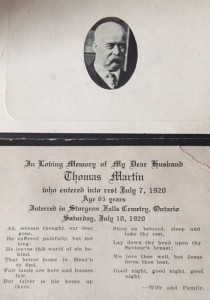 In Loving Memory of My Dear Husband
Thomas Martin
who entered into rest July 7, 1920
Age 65 years
Interred in Sturgeon Falls Cemetry, Ontario
Saturday, July 10, 1920
Ah, solemn thought, our dear
gone,
He suffered painfully, but not
long;
He leaves this world of sin be-
hind,
That better home in Heav'n
to find.
Fair lands are here and houses
fair.
But fairer is his home up
there.
Sleep on beloved, sleep and
take thy rest,
Lay down thy head upon thy
Saviour's breast;
We love thee well, but Jesus
loves thee best,
Good night, good night, good
night.
—Wife and Family.